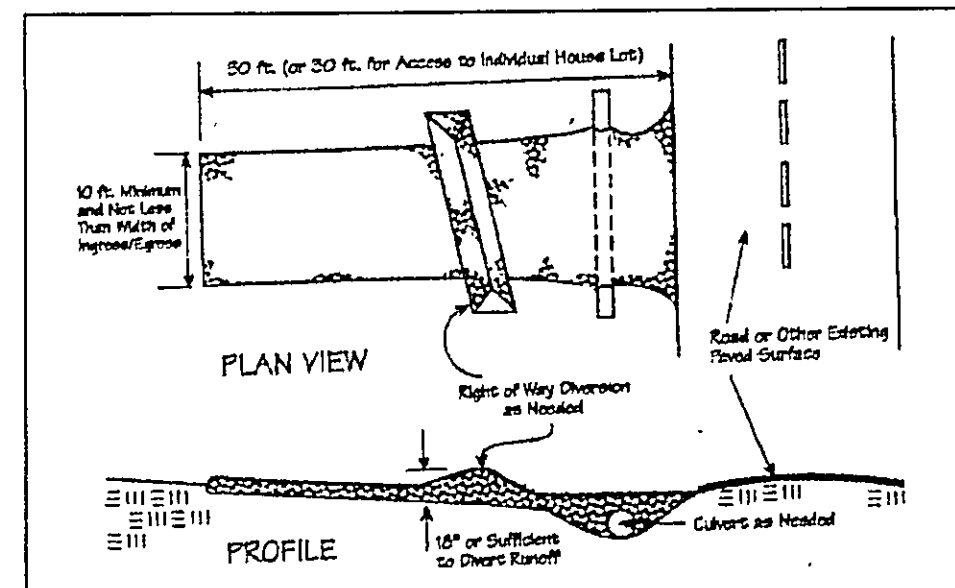 50 ft. (or 30 ft. for Access to Individual House Lot)
10 ft. Minimum
and Not Less
Than Width of
Ingress/Egress
PLAN VIEW
Road or Other Existing
Paved Surface
Right of Way Diversion
as Needed
Culvert as Needed
18" or Sufficient
to Divert Runoff
PROFILE